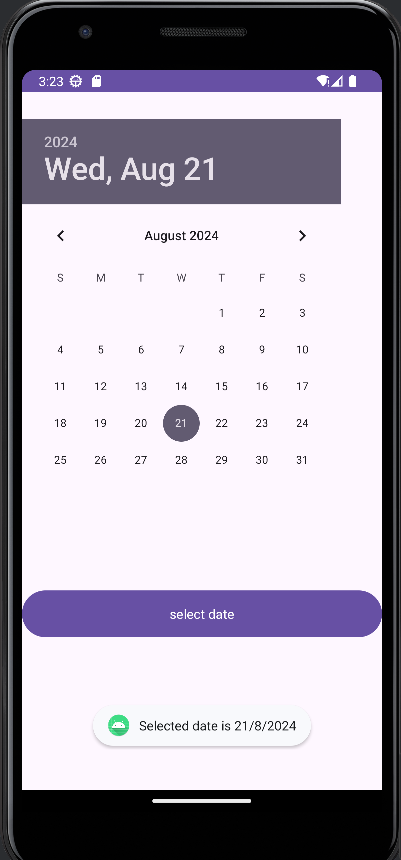 3:23
2024
Wed, Aug 21
August 2024
S M T W T F S
1 2 3
4 5 6 7 8 9 10
11 12 13 14 15 16 17
18 19 20 21 22 23 24
25 26 27 28 29 30 31
select date
Selected date is 21/8/2024